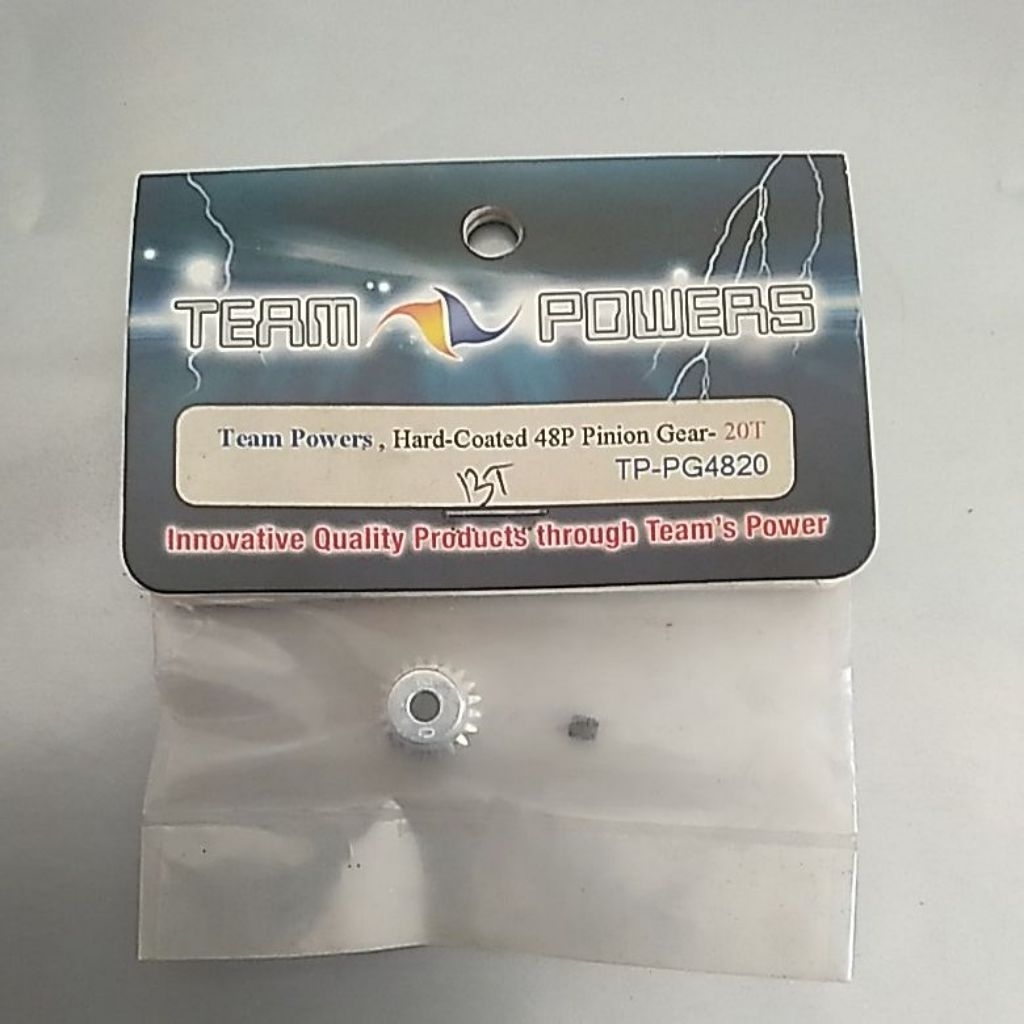 TEAM POWERS
Team Powers , Hard-Coated 48P Pinion Gear- 20T
13T TP-PG4820
Innovative Quality Products through Team's Power